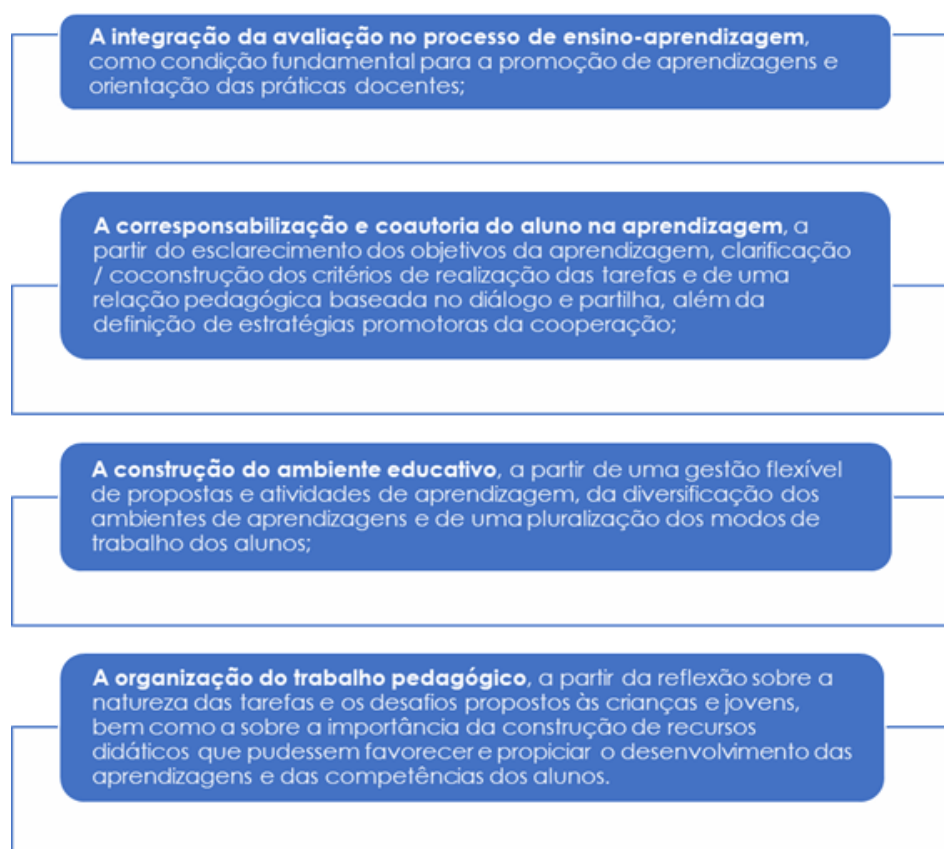 A integração da avaliação no processo de ensino-aprendizagem,
como condição fundamental para a promoção de aprendizagens e
orientação das práticas docentes;
A corresponsabilização e coautoria do aluno na aprendizagem, a
partir do esclarecimento dos objetivos da aprendizagem, clarificação
/ coconstrução dos critérios de realização das tarefas e de uma
relação pedagógica baseada no diálogo e partilha, além da
definição de estratégias promotoras da cooperação;
A construção do ambiente educativo, a partir de uma gestão flexível
de propostas e atividades de aprendizagem, da diversificação dos
ambientes de aprendizagens e de uma pluralização dos modos de
trabalho dos alunos;
A organização do trabalho pedagógico, a partir da reflexão sobre a
natureza das tarefas e os desafios propostos às crianças e jovens,
bem como a sobre a importância da construção de recursos
didáticos que pudessem favorecer e propiciar o desenvolvimento das
aprendizagens e das competências dos alunos.